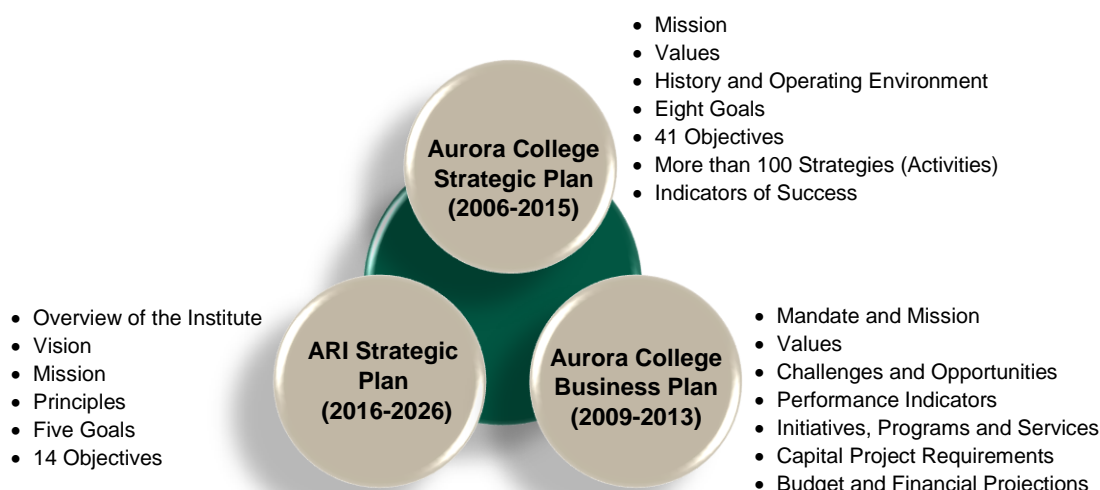 • Mission
• Values
• History and Operating Environment
• Eight Goals
• 41 Objectives
• More than 100 Strategies (Activities)
• Indicators of Success
Aurora College
Strategic Plan
(2006-2015)
• Overview of the Institute
• Vision
• Mission
• Principles
• Five Goals
• 14 Objectives
ARI Strategic
Plan
(2016-2026)
Aurora College
Business Plan
(2009-2013)
• Mandate and Mission
• Values
• Challenges and Opportunities
• Performance Indicators
• Initiatives, Programs and Services
• Capital Project Requirements
• Budget and Financial Projections